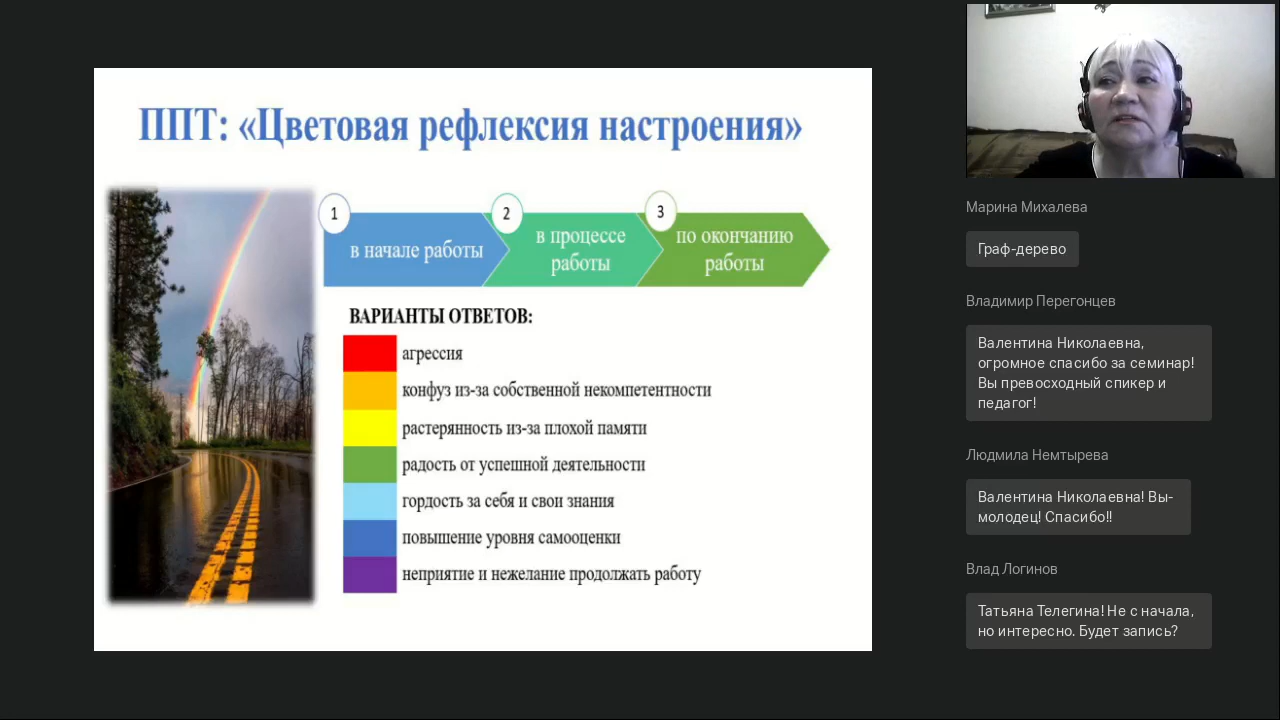 ППТ: «Цветовая рефлексия настроения»
1
в начале работы
2
в процессе
работы
3
по окончанию
работы
ВАРИАНТЫ ОТВЕТОВ:
агрессия
конфуз из-за собственной некомпетентности
растерянность из-за плохой памяти
радость от успешной деятельности
гордость за себя и свои знания
повышение уровня самооценки
неприятие и нежелание продолжать работу
Марина Михалева
Граф-дерево
Владимир Перегонцев
Валентина Николаевна,
огромное спасибо за семинар!
Вы превосходный спикер и
педагог!
Людмила Немтырева
Валентина Николаевна! Вы-
молодец! Спасибо!!
Влад Логинов
Татьяна Телегина! Не с начала,
но интересно. Будет запись?